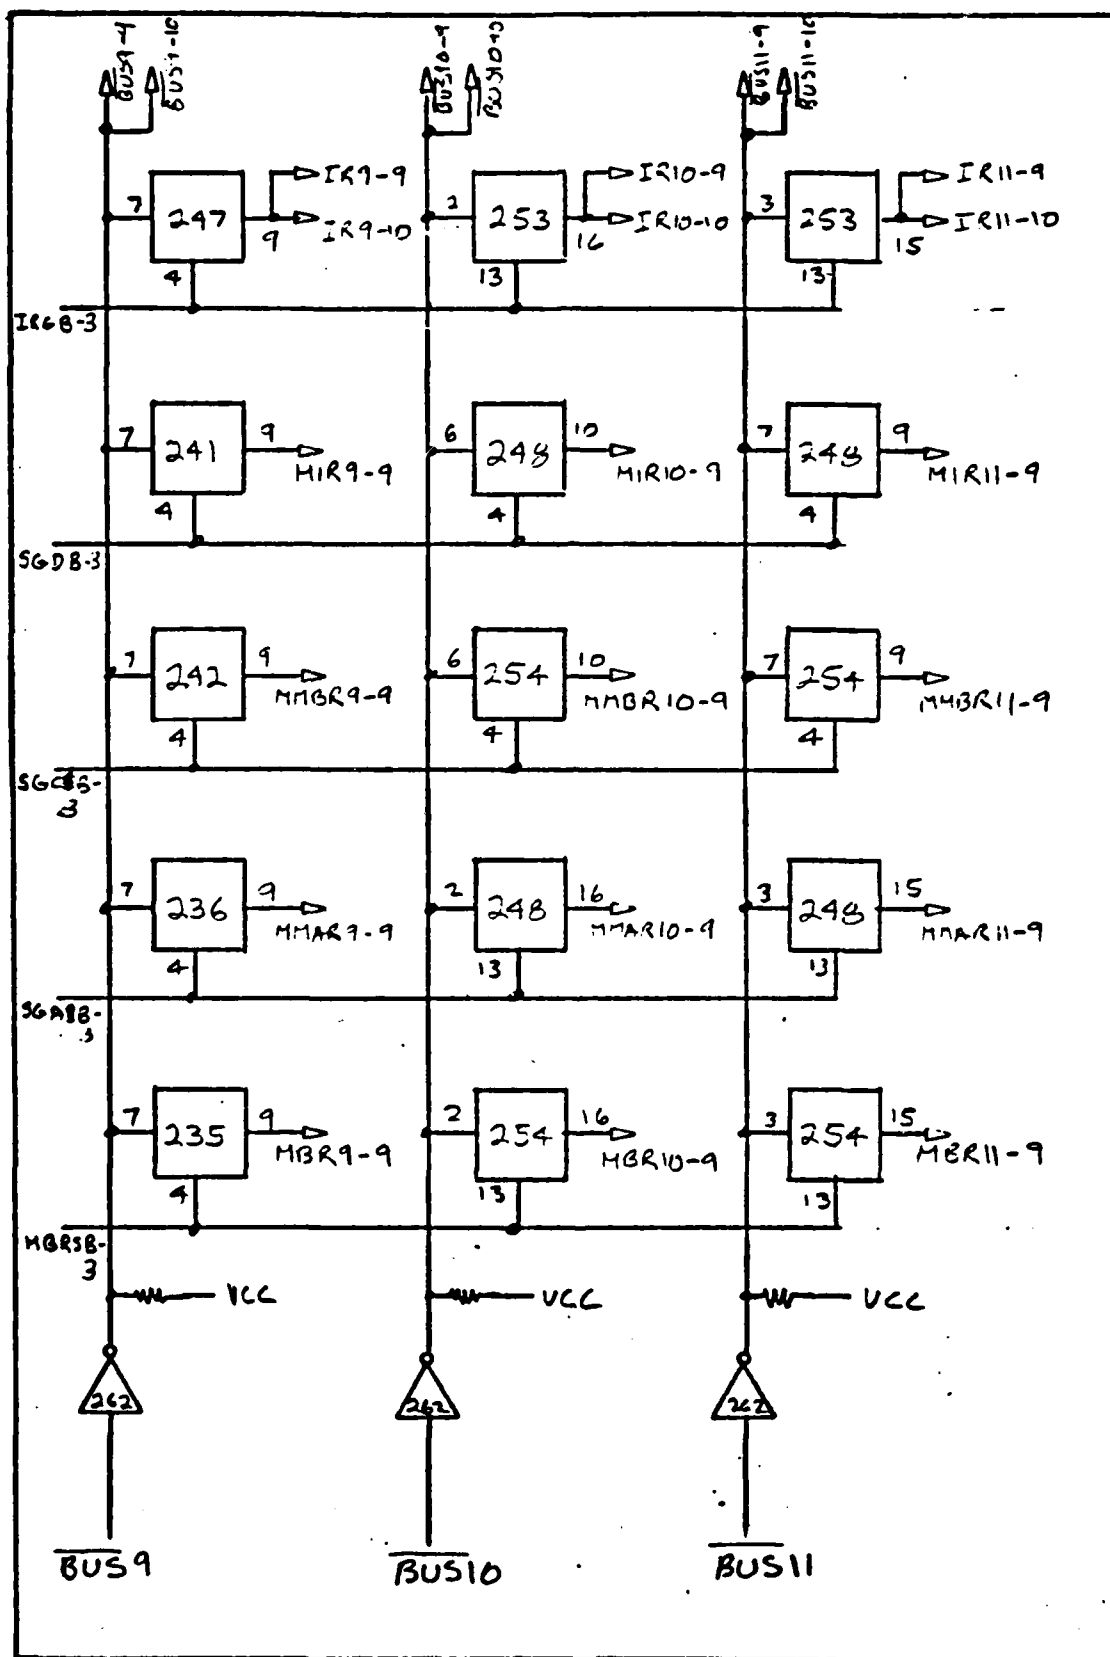 BUS9-9 BUS9-10 BUS10-9 BUS10-10 BUS11-9 BUS11-10
7 247 9 IR9-9 IR9-10 4
2 253 16 IR10-9 IR10-10 13
3 253 15 IR11-9 IR11-10 13
IRGB-3
7 241 9 MIR9-9 4
6 248 10 MIR10-9 4
7 248 9 MIR11-9 4
SGDB-3
7 242 9 MMBR9-9 4
6 254 10 MMBR10-9 4
7 254 9 MMBR11-9 4
3
7 236 9 MMAR9-9 4
2 248 16 MMAR10-9 13
3 248 15 MMAR11-9 13
3
7 235 9 MBR9-9 4
2 254 16 MBR10-9 13
3 254 15 MBR11-9 13
MBRSB-
3
VCC VCC VCC
262 262 262
BUS9 BUS10 BUS11